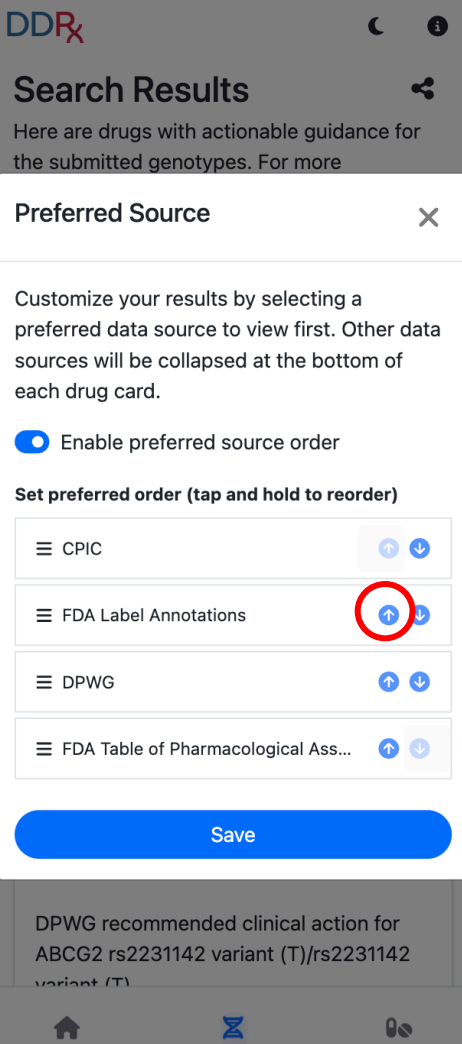 DDRx
Search Results
Here are drugs with actionable guidance for
the submitted genotypes. For more
Preferred Source
Customize your results by selecting a
preferred data source to view first. Other data
sources will be collapsed at the bottom of
each drug card.
Enable preferred source order
Set preferred order (tap and hold to reorder)
CPIC
FDA Label Annotations
DPWG
FDA Table of Pharmacological Ass...
Save
DPWG recommended clinical action for
ABCG2 rs2231142 variant (T)/rs2231142
variant (T)